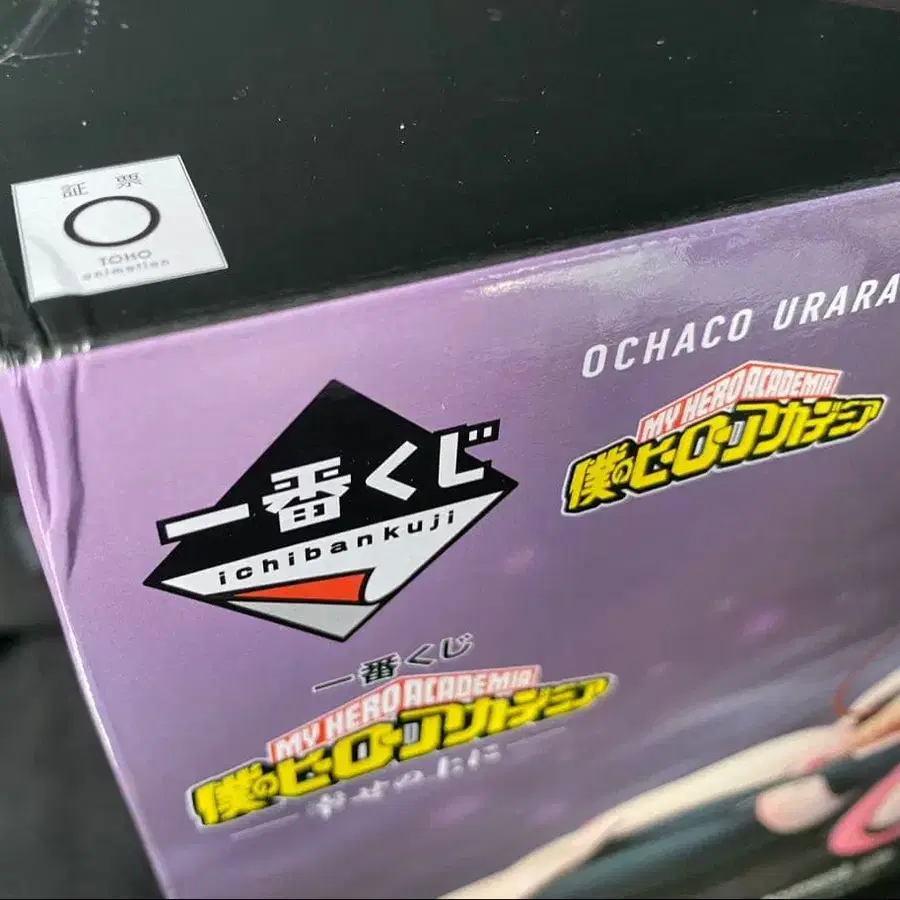 証票
TOHO
animation
OCHACO URARA
MY HERO ACADEMIA
僕のヒーローアカデミア
一番くじ
ichibankuji
一番くじ
MY HERO ACADEMIA
僕のヒーローアカデミア